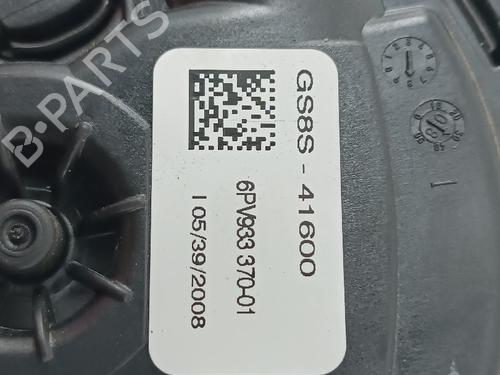 GS8S - 41600
6PV933 370-01
I 05/39/2008
B-PARTS